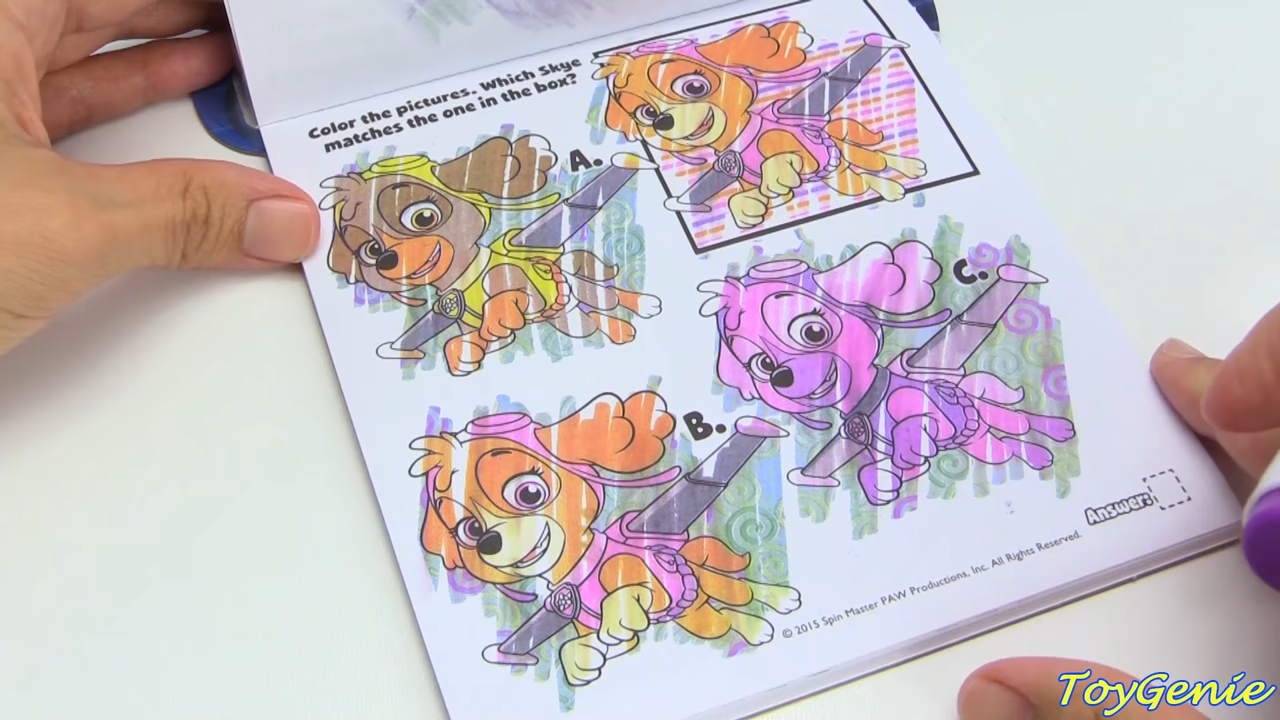 Color the pictures. Which Skye
matches the one in the box?
A.
C.
B.
Answer:
© 2015 Spin Master PAW Productions, Inc. All Rights Reserved.
ToyGenie